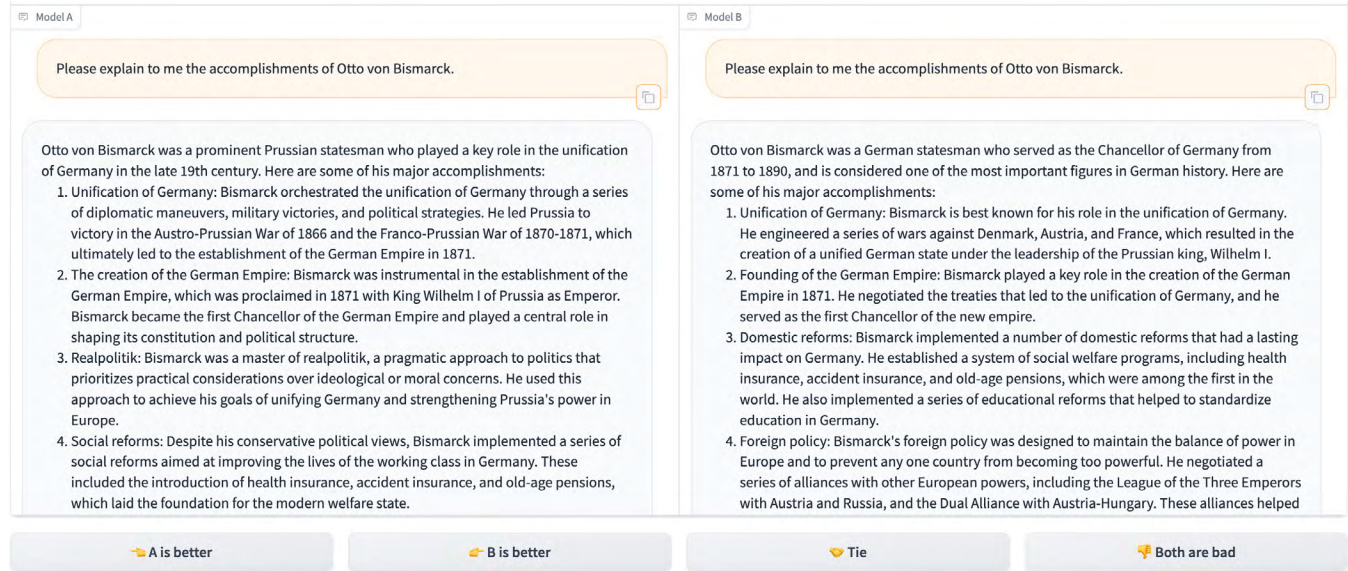 Model A
Please explain to me the accomplishments of Otto von Bismarck.
Otto von Bismarck was a prominent Prussian statesman who played a key role in the unification
of Germany in the late 19th century. Here are some of his major accomplishments:
1. Unification of Germany: Bismarck orchestrated the unification of Germany through a series
of diplomatic maneuvers, military victories, and political strategies. He led Prussia to
victory in the Austro-Prussian War of 1866 and the Franco-Prussian War of 1870-1871, which
ultimately led to the establishment of the German Empire in 1871.
2. The creation of the German Empire: Bismarck was instrumental in the establishment of the
German Empire, which was proclaimed in 1871 with King Wilhelm I of Prussia as Emperor.
Bismarck became the first Chancellor of the German Empire and played a central role in
shaping its constitution and political structure.
3. Realpolitik: Bismarck was a master of realpolitik, a pragmatic approach to politics that
prioritizes practical considerations over ideological or moral concerns. He used this
approach to achieve his goals of unifying Germany and strengthening Prussia's power in
Europe.
4. Social reforms: Despite his conservative political views, Bismarck implemented a series of
social reforms aimed at improving the lives of the working class in Germany. These
included the introduction of health insurance, accident insurance, and old-age pensions,
which laid the foundation for the modern welfare state.
Model B
Please explain to me the accomplishments of Otto von Bismarck.
Otto von Bismarck was a German statesman who served as the Chancellor of Germany from
1871 to 1890, and is considered one of the most important figures in German history. Here are
some of his major accomplishments:
1. Unification of Germany: Bismarck is best known for his role in the unification of Germany.
He engineered a series of wars against Denmark, Austria, and France, which resulted in the
creation of a unified German state under the leadership of the Prussian king, Wilhelm I.
2. Founding of the German Empire: Bismarck played a key role in the creation of the German
Empire in 1871. He negotiated the treaties that led to the unification of Germany, and he
served as the first Chancellor of the new empire.
3. Domestic reforms: Bismarck implemented a number of domestic reforms that had a lasting
impact on Germany. He established a system of social welfare programs, including health
insurance, accident insurance, and old-age pensions, which were among the first in the
world. He also implemented a series of educational reforms that helped to standardize
education in Germany.
4. Foreign policy: Bismarck's foreign policy was designed to maintain the balance of power in
Europe and to prevent any one country from becoming too powerful. He negotiated a
series of alliances with other European powers, including the League of the Three Emperors
with Austria and Russia, and the Dual Alliance with Austria-Hungary. These alliances helped
👈 A is better
👉 B is better
🤝 Tie
👎 Both are bad